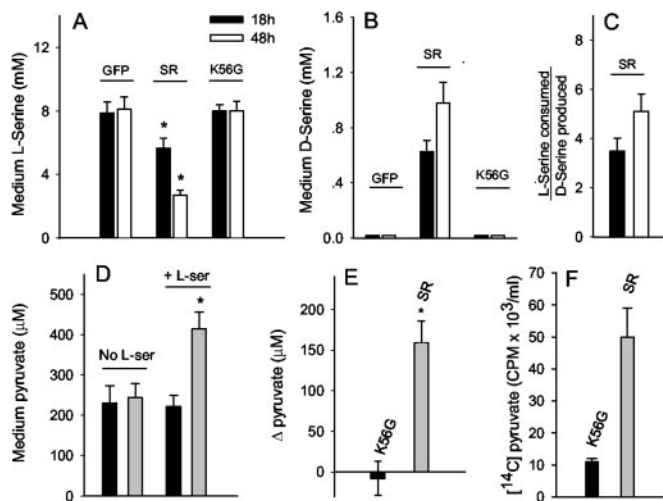 A
18h
48h
GFP
SR
K56G
*
*
Medium L-Serine (mM)
12
8
4
0
B
SR
GFP
K56G
Medium D-Serine (mM)
1.6
1.2
.8
.4
0
C
SR
L-Serine consumed
D-Serine produced
8
6
4
2
0
D
+ L-ser
*
No L-ser
Medium pyruvate (µM)
500
400
300
200
100
0
E
SR
*
K56G
Δ pyruvate (µM)
200
150
100
50
0
-50
F
SR
K56G
[14C] pyruvate (CPM x 10³/ml)
70
60
50
40
30
20
10
0